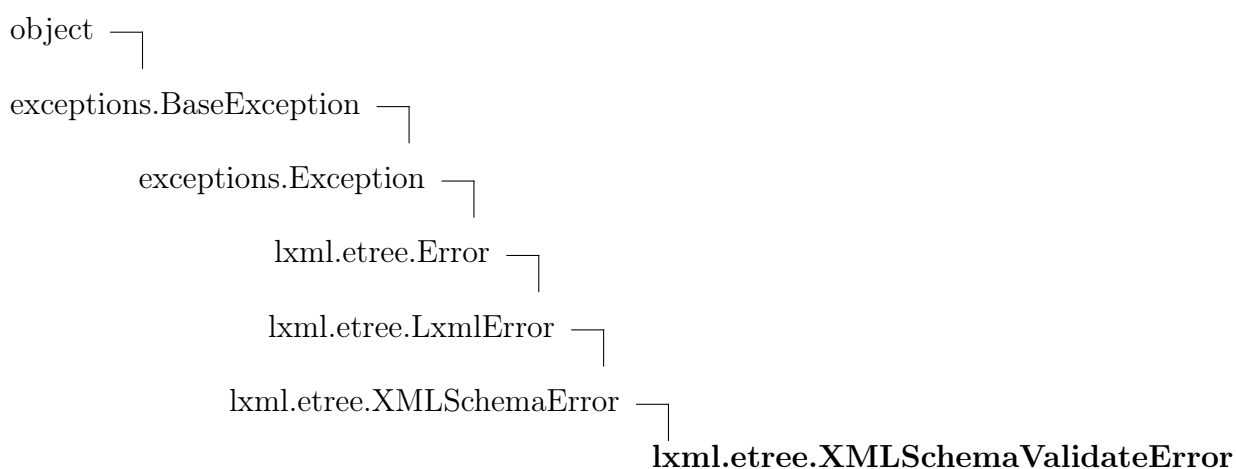 object
exceptions.BaseException
exceptions.Exception
lxml.etree.Error
lxml.etree.LxmlError
lxml.etree.XMLSchemaError
lxml.etree.XMLSchemaValidateError